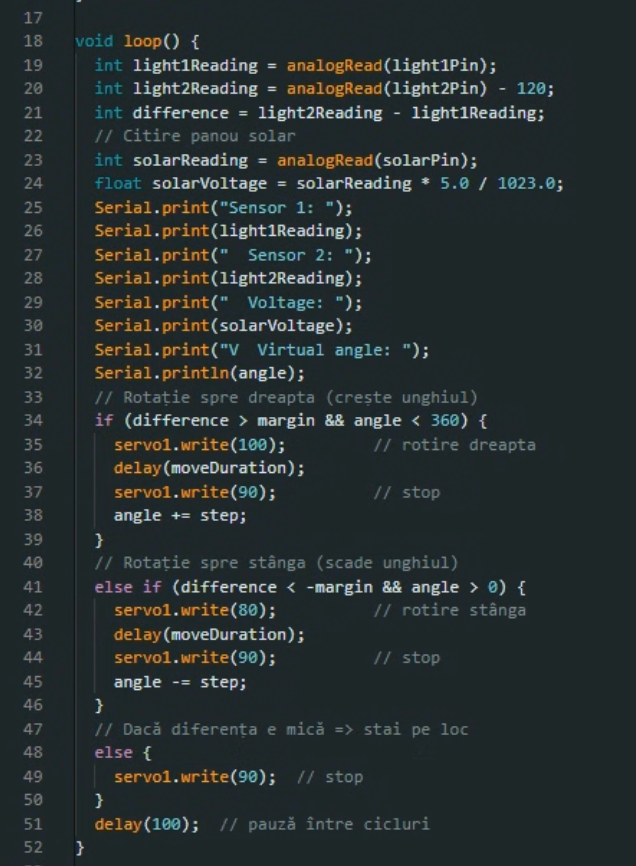 17
18 void loop() {
19 int light1Reading = analogRead(light1Pin);
20 int light2Reading = analogRead(light2Pin) - 120;
21 int difference = light2Reading - light1Reading;
22 // Citire panou solar
23 int solarReading = analogRead(solarPin);
24 float solarVoltage = solarReading * 5.0 / 1023.0;
25 Serial.print("Sensor 1: ");
26 Serial.print(light1Reading);
27 Serial.print("  Sensor 2: ");
28 Serial.print(light2Reading);
29 Serial.print("  Voltage: ");
30 Serial.print(solarVoltage);
31 Serial.print("V  Virtual angle: ");
32 Serial.println(angle);
33 // Rotație spre dreapta (crește unghiul)
34 if (difference > margin && angle < 360) {
35 servo1.write(100); // rotire dreapta
36 delay(moveDuration);
37 servo1.write(90); // stop
38 angle += step;
39 }
40 // Rotație spre stânga (scade unghiul)
41 else if (difference < -margin && angle > 0) {
42 servo1.write(80); // rotire stânga
43 delay(moveDuration);
44 servo1.write(90); // stop
45 angle -= step;
46 }
47 // Dacă diferența e mică => stai pe loc
48 else {
49 servo1.write(90); // stop
50 }
51 delay(100); // pauză între cicluri
52 }